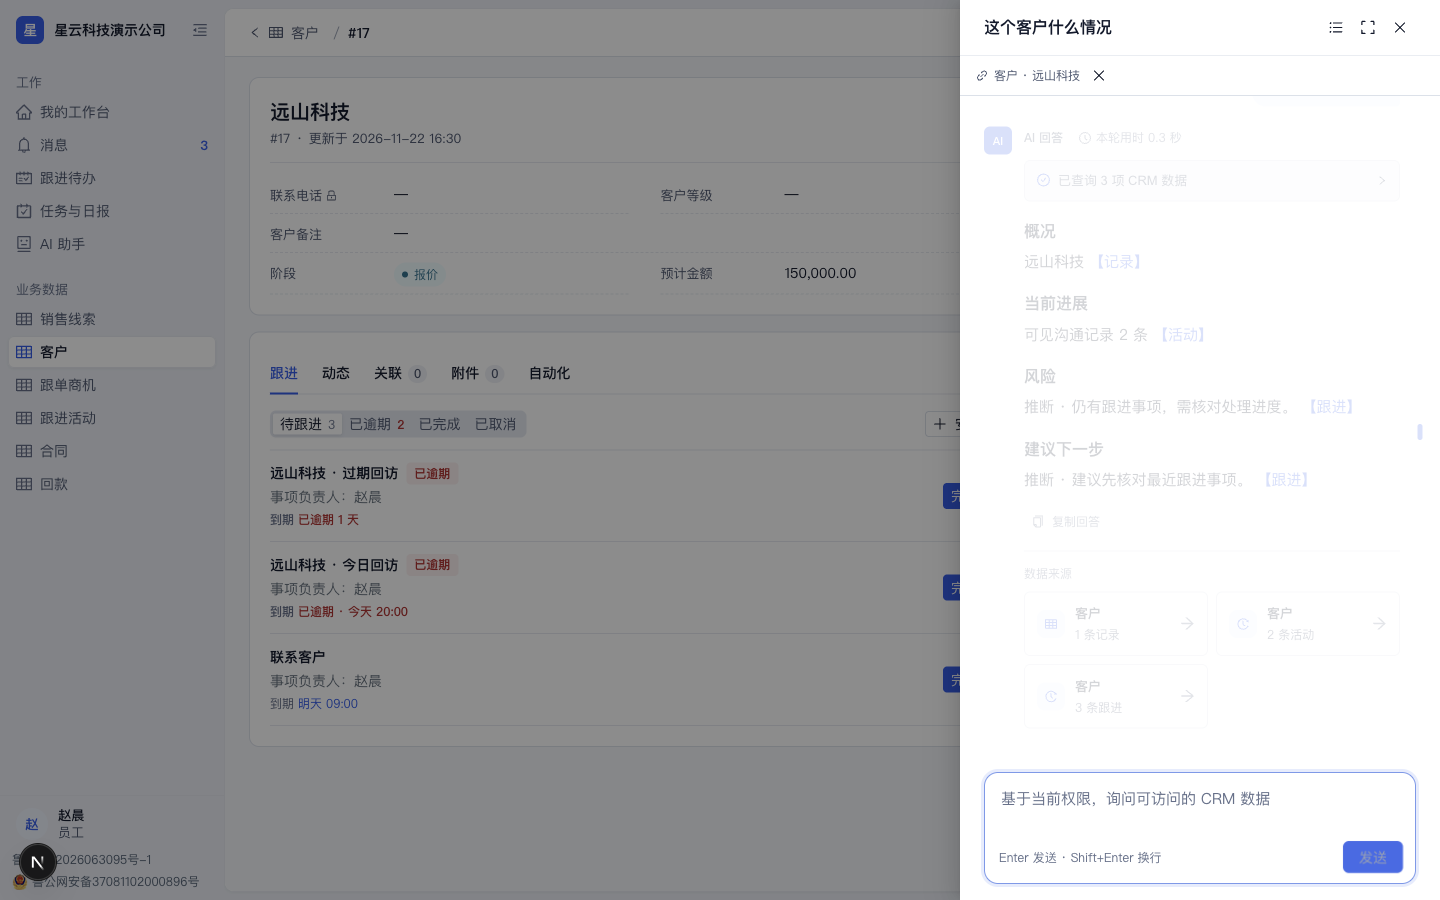 星 星云科技演示公司
工作
我的工作台
消息 3
跟进待办
任务与日报
AI 助手
业务数据
销售线索
客户
跟单商机
跟进活动
合同
回款
赵 赵晨
员工
2026063095号-1
鲁公网安备37081102000896号
N
客户 / #17
远山科技
#17 · 更新于 2026-11-22 16:30
联系电话 —
客户等级 —
客户备注 —
阶段 报价
预计金额 150,000.00
跟进 动态 关联 0 附件 0 自动化
待跟进 3 已逾期 2 已完成 已取消
远山科技 · 过期回访 已逾期
事项负责人：赵晨
到期 已逾期 1 天
远山科技 · 今日回访 已逾期
事项负责人：赵晨
到期 已逾期 · 今天 20:00
联系客户
事项负责人：赵晨
到期 明天 09:00
这个客户什么情况
客户 · 远山科技
AI AI 回答 本轮用时 0.3 秒
已查询 3 项 CRM 数据
概况
远山科技 【记录】
当前进展
可见沟通记录 2 条 【活动】
风险
推断 · 仍有跟进事项，需核对处理进度。 【跟进】
建议下一步
推断 · 建议先核对最近跟进事项。 【跟进】
复制回答
数据来源
客户
1 条记录
客户
2 条活动
客户
3 条跟进
基于当前权限，询问可访问的 CRM 数据
Enter 发送 · Shift+Enter 换行
发送